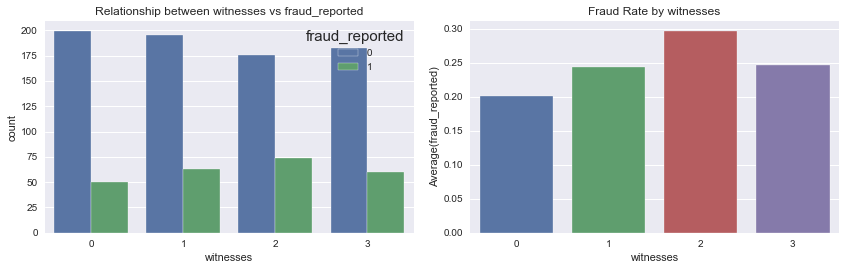 Relationship between witnesses vs fraud_reported
fraud_reported
0
1
200
175
150
125
100
75
50
25
0
count
0 1 2 3
witnesses
Fraud Rate by witnesses
0.30
0.25
0.20
0.15
0.10
0.05
0.00
Average(fraud_reported)
0 1 2 3
witnesses